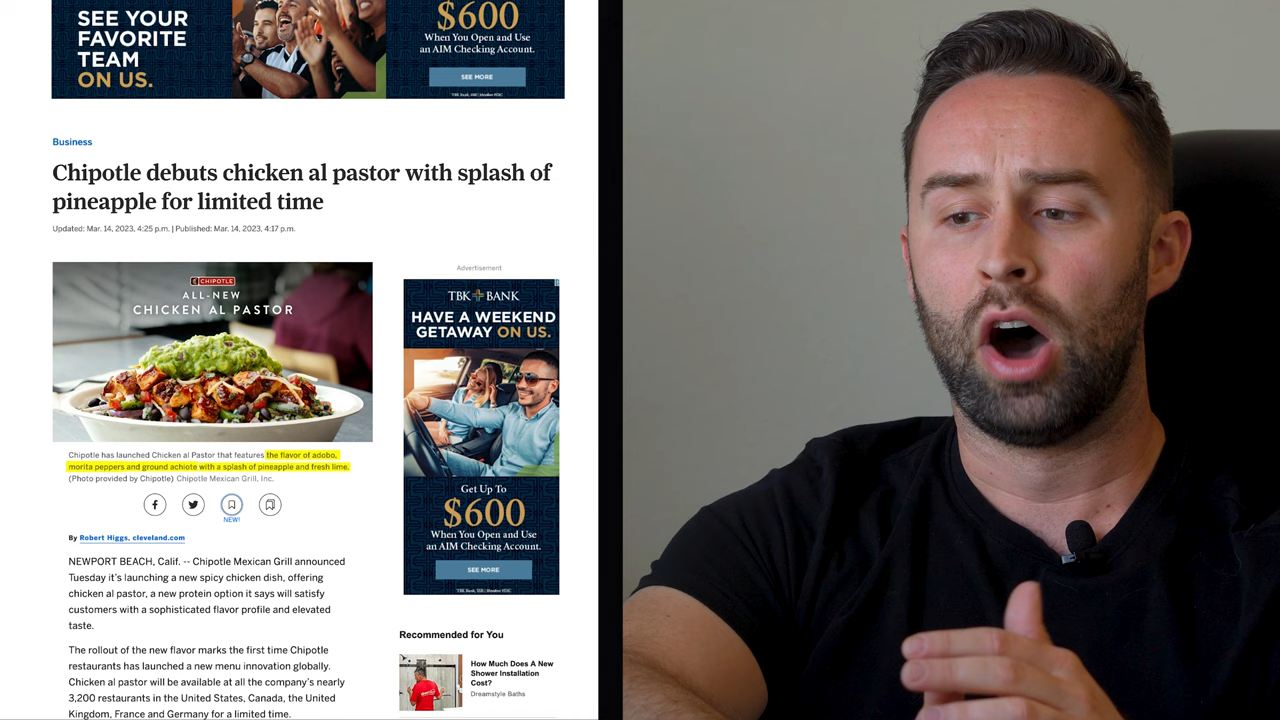 SEE YOUR
FAVORITE
TEAM
ON US.
$600
When You Open and Use
an AIM Checking Account.
SEE MORE
TBK Bank, SSB | Member FDIC
Business
Chipotle debuts chicken al pastor with splash of
pineapple for limited time
Updated: Mar. 14, 2023, 4:25 p.m. | Published: Mar. 14, 2023, 4:17 p.m.
CHIPOTLE
ALL-NEW
CHICKEN AL PASTOR
Chipotle has launched Chicken al Pastor that features the flavor of adobo,
morita peppers and ground achiote with a splash of pineapple and fresh lime.
(Photo provided by Chipotle) Chipotle Mexican Grill, Inc.
NEW!
By Robert Higgs, cleveland.com
NEWPORT BEACH, Calif. -- Chipotle Mexican Grill announced
Tuesday it’s launching a new spicy chicken dish, offering
chicken al pastor, a new protein option it says will satisfy
customers with a sophisticated flavor profile and elevated
taste.
The rollout of the new flavor marks the first time Chipotle
restaurants has launched a new menu innovation globally.
Chicken al pastor will be available at all the company’s nearly
3,200 restaurants in the United States, Canada, the United
Kingdom, France and Germany for a limited time.
Advertisement
TBK BANK
HAVE A WEEKEND
GETAWAY ON US.
Get Up To
$600
When You Open and Use
an AIM Checking Account.
SEE MORE
TBK Bank, SSB | Member FDIC
Recommended for You
How Much Does A New
Shower Installation
Cost?
Dreamstyle Baths